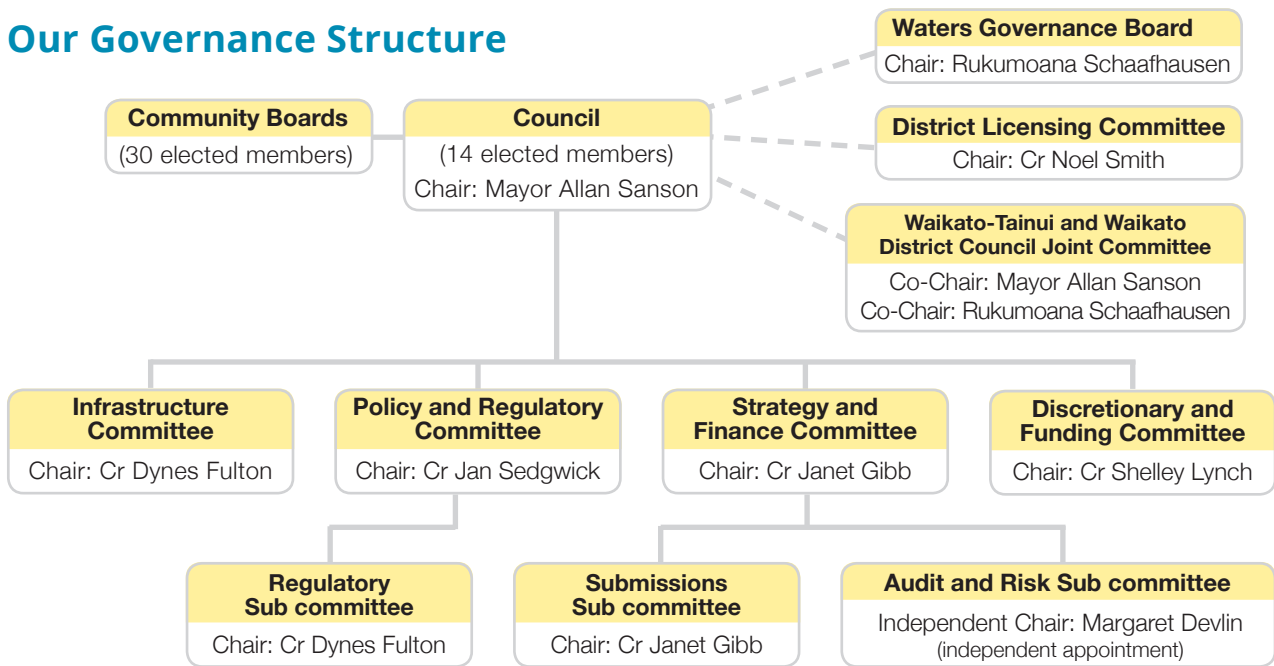 Our Governance Structure
Waters Governance Board
Chair: Rukumoana Schaafhausen
Community Boards
(30 elected members)
Council
(14 elected members)
Chair: Mayor Allan Sanson
District Licensing Committee
Chair: Cr Noel Smith
Waikato-Tainui and Waikato
District Council Joint Committee
Co-Chair: Mayor Allan Sanson
Co-Chair: Rukumoana Schaafhausen
Infrastructure
Committee
Chair: Cr Dynes Fulton
Policy and Regulatory
Committee
Chair: Cr Jan Sedgwick
Strategy and
Finance Committee
Chair: Cr Janet Gibb
Discretionary and
Funding Committee
Chair: Cr Shelley Lynch
Regulatory
Sub committee
Chair: Cr Dynes Fulton
Submissions
Sub committee
Chair: Cr Janet Gibb
Audit and Risk Sub committee
Independent Chair: Margaret Devlin
(independent appointment)